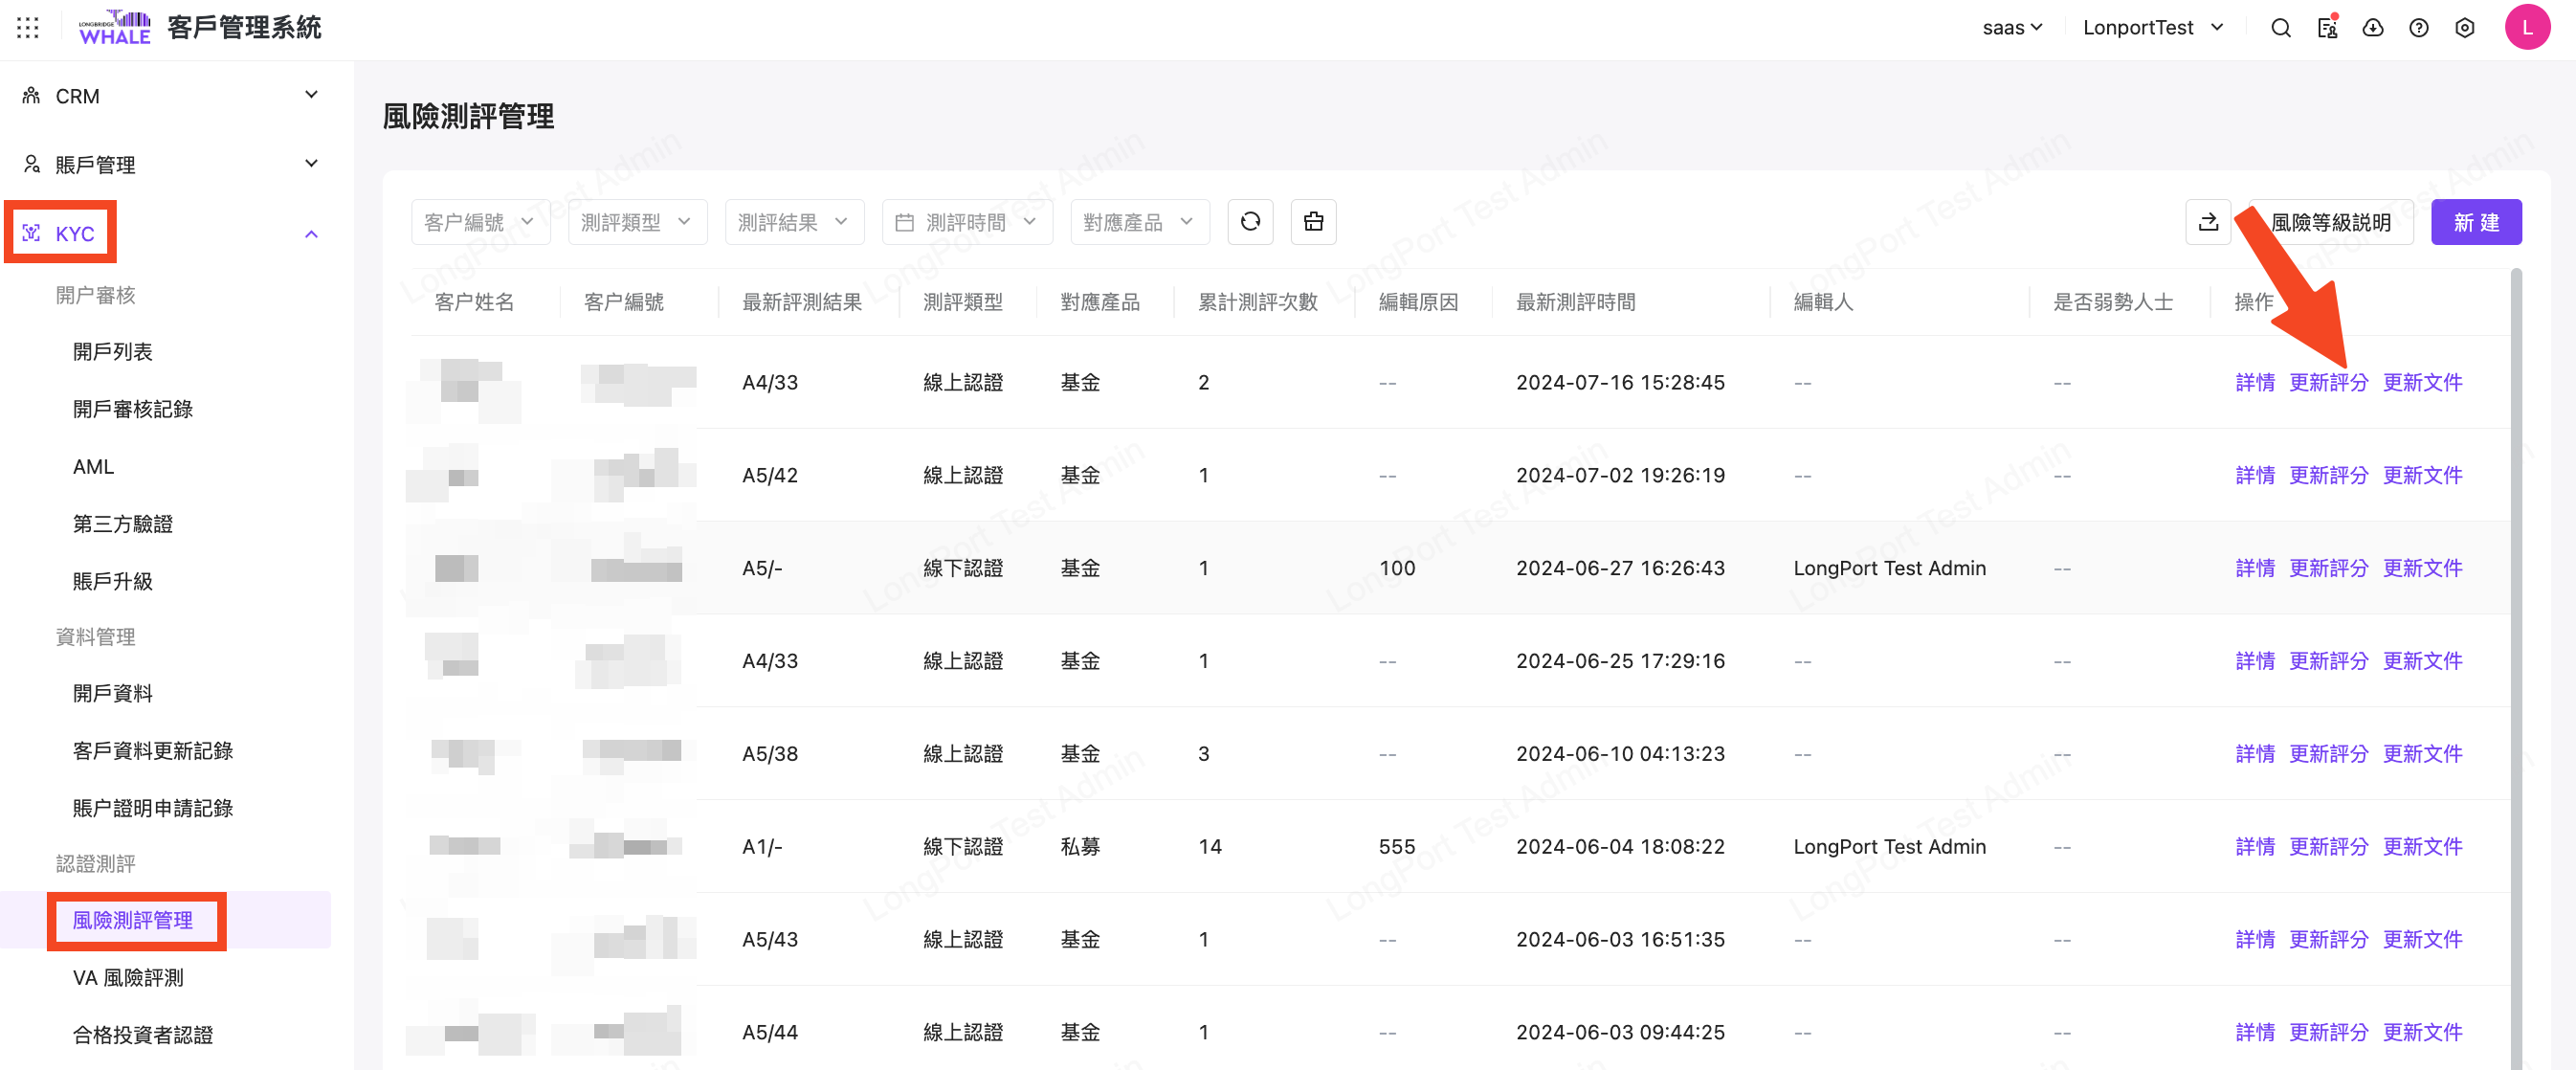 LONGBRIDGE
WHALE
客戶管理系統
saas
LonportTest
L
CRM
賬戶管理
KYC
開户審核
開戶列表
開戶審核記錄
AML
第三方驗證
賬戶升級
資料管理
開戶資料
客戶資料更新記錄
賬户證明申請記錄
認證測評
風險測評管理
VA 風險評測
合格投資者認證
風險測評管理
客户編號 測評類型 測評結果 測評時間 對應產品 風險等級説明 新 建
客户姓名 客户編號 最新評測結果 測評類型 對應產品 累計測評次數 編輯原因 最新測評時間 編輯人 是否弱勢人士 操作
A4/33 線上認證 基金 2 -- 2024-07-16 15:28:45 -- -- 詳情 更新評分 更新文件
A5/42 線上認證 基金 1 -- 2024-07-02 19:26:19 -- -- 詳情 更新評分 更新文件
A5/- 線下認證 基金 1 100 2024-06-27 16:26:43 LongPort Test Admin -- 詳情 更新評分 更新文件
A4/33 線上認證 基金 1 -- 2024-06-25 17:29:16 -- -- 詳情 更新評分 更新文件
A5/38 線上認證 基金 3 -- 2024-06-10 04:13:23 -- -- 詳情 更新評分 更新文件
A1/- 線下認證 私募 14 555 2024-06-04 18:08:22 LongPort Test Admin -- 詳情 更新評分 更新文件
A5/43 線上認證 基金 1 -- 2024-06-03 16:51:35 -- -- 詳情 更新評分 更新文件
A5/44 線上認證 基金 1 -- 2024-06-03 09:44:25 -- -- 詳情 更新評分 更新文件
LongPort Test Admin